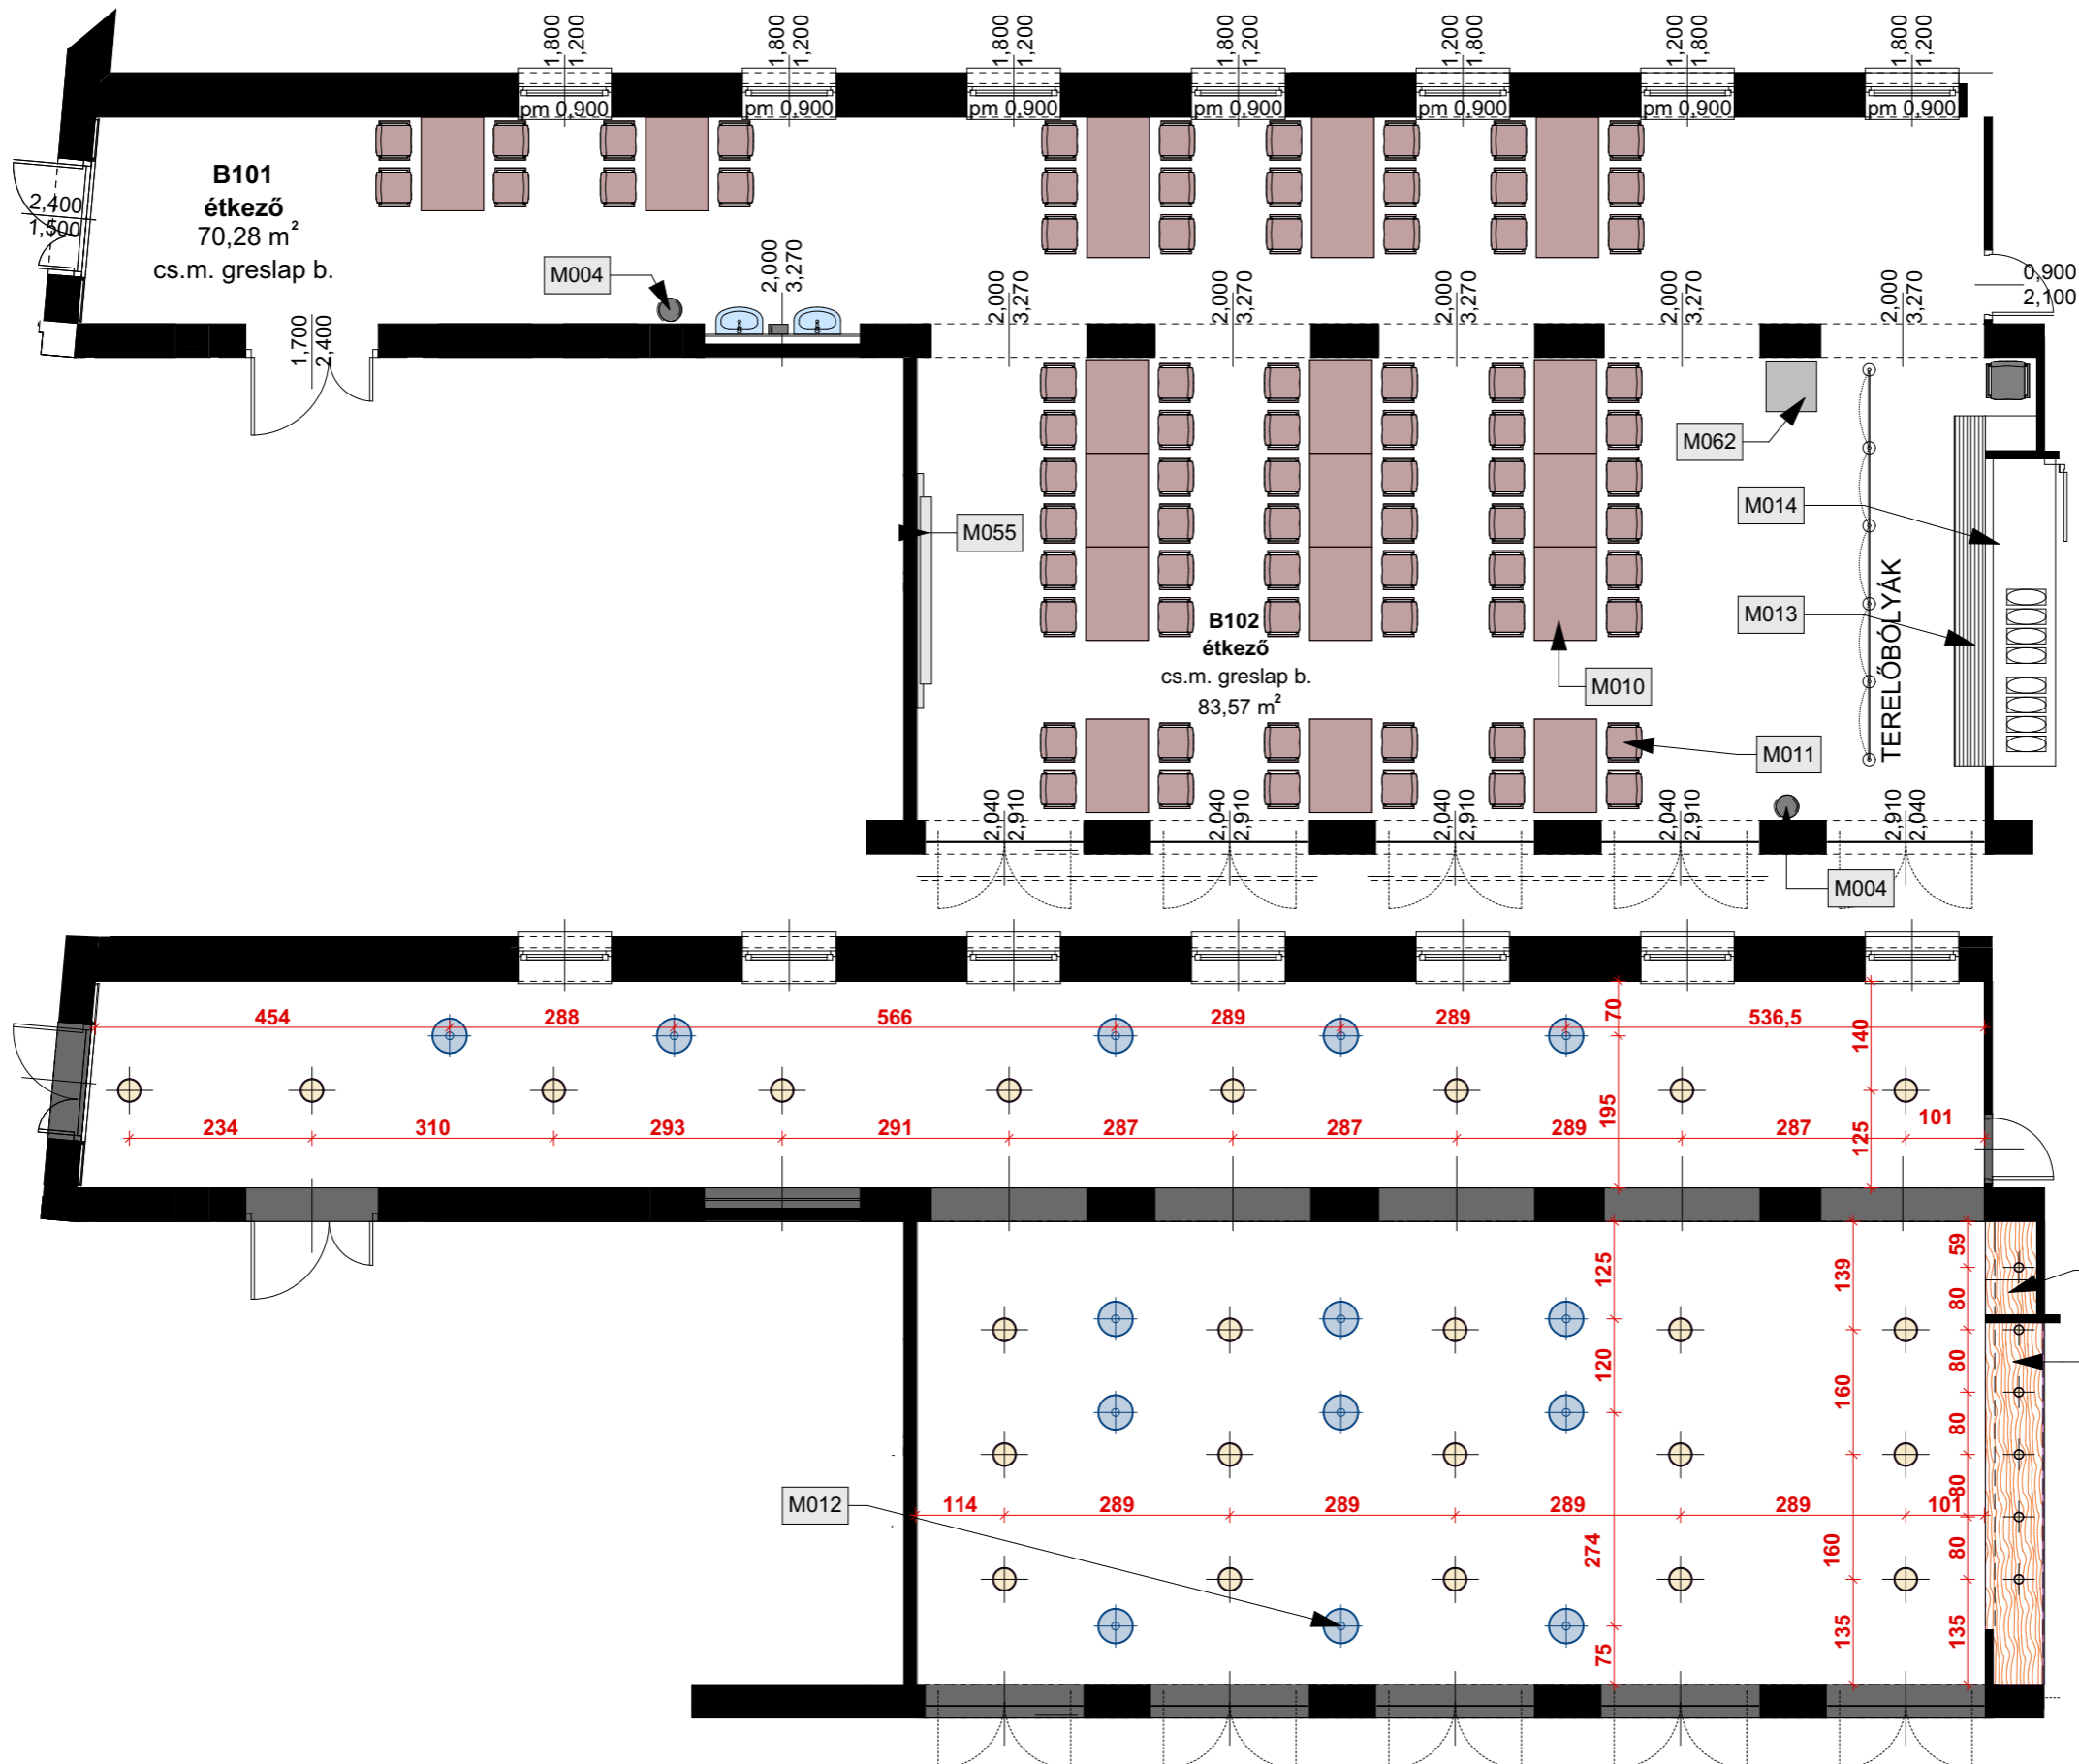 1,800 1,800 1,800 1,800 1,200 1,200 1,800
1,200 1,200 1,200 1,200 1,800 1,800 1,200
pm 0,900 pm 0,900 pm 0,900 pm 0,900 pm 0,900 pm 0,900 pm 0,900
B101
étkező
70,28 m²
cs.m. greslap b.
2,400
1,500
M004
2,000
3,270
2,000 2,000 2,000 2,000 2,000
3,270 3,270 3,270 3,270 3,270
0,900
2,100
1,700
2,400
M062
M014
M055
M013
TERELŐBÓLYÁK
B102
étkező
cs.m. greslap b.
83,57 m²
M010
M011
2,040 2,040 2,040 2,040 2,910
2,910 2,910 2,910 2,910 2,040
M004
454 288 566 289 289 536,5
70
140
195
125
234 310 293 291 287 287 289 287 101
125
139
59
80
120
80
160
80
80
M012
114 289 289 289 289 101
274
160
80
75
135
135